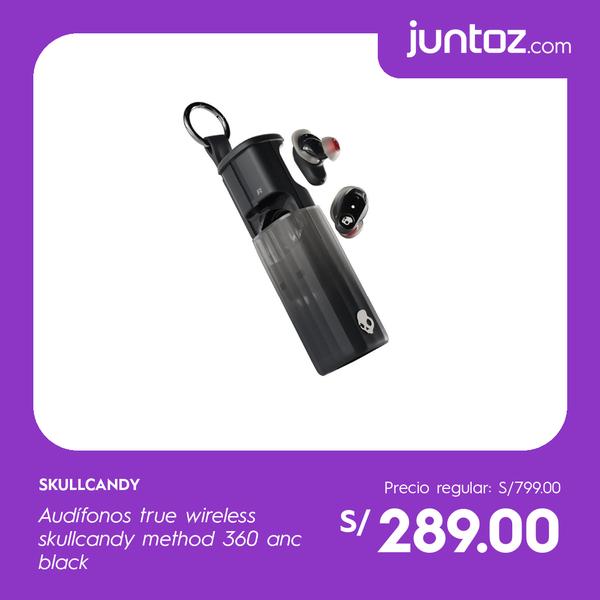 juntoz.com
R
SKULLCANDY
Audífonos true wireless
skullcandy method 360 anc
black
Precio regular: S/799.00
S/ 289.00